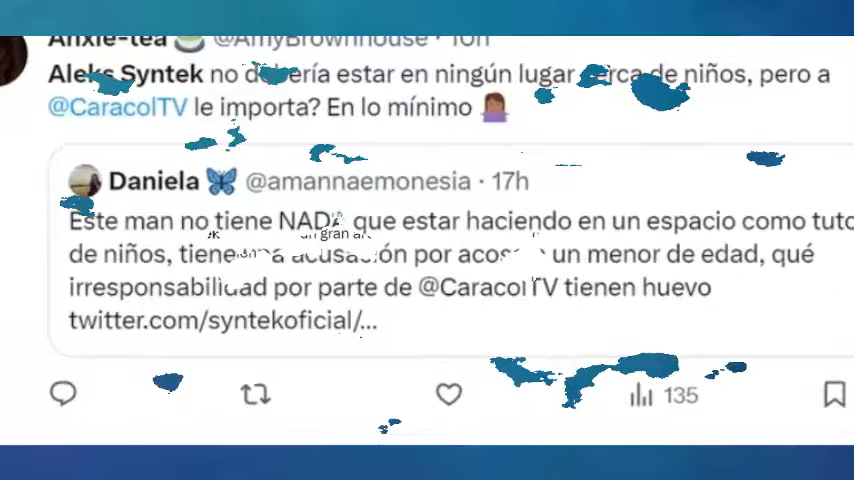 Anxie-tea @AmyBrownhouse · 10h
Aleks Syntek no debería estar en ningún lugar cerca de niños, pero a
@CaracolTV le importa? En lo mínimo
Daniela @amannaemonesia · 17h
Este man no tiene NADA que estar haciendo en un espacio como tuto
de niños, tiene una acusación por acoso a un menor de edad, qué
irresponsabilidad por parte de @CaracolTV tienen huevo
twitter.com/syntekoficial/...
135